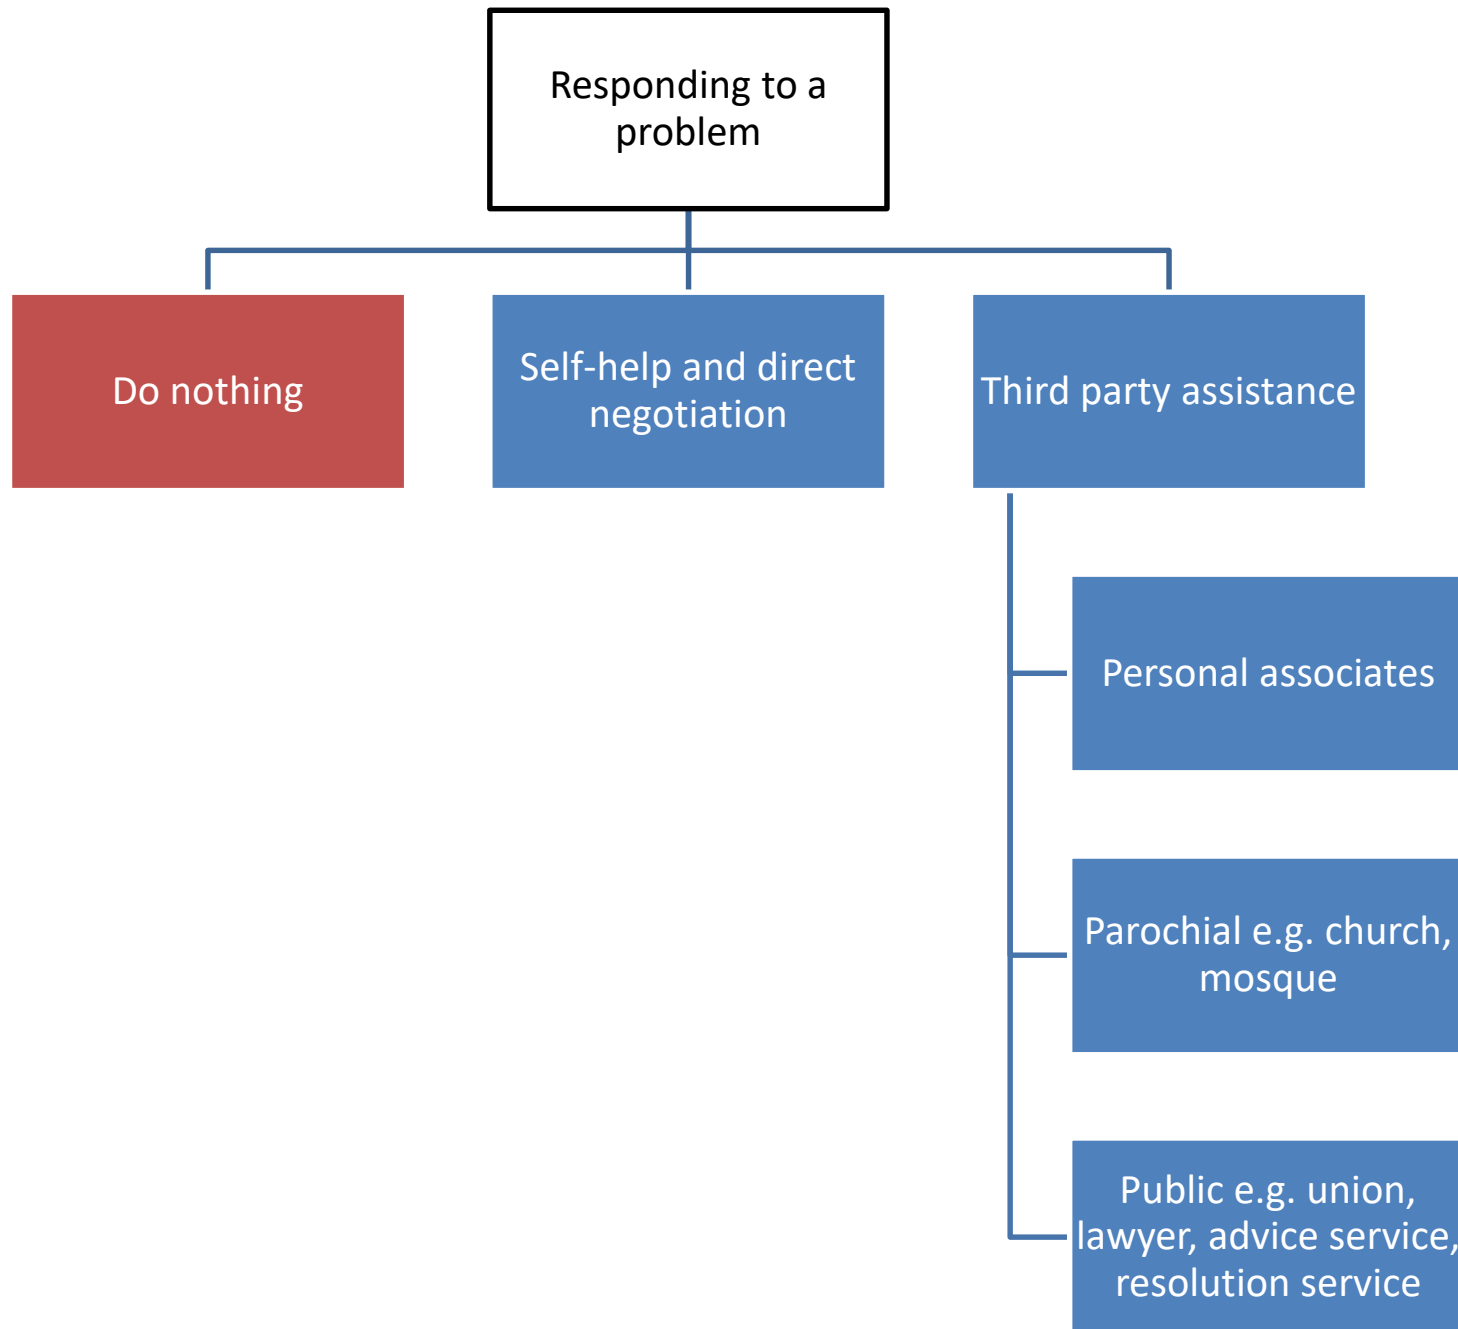 Responding to a
problem
Do nothing
Self-help and direct
negotiation
Third party assistance
Personal associates
Parochial e.g. church,
mosque
Public e.g. union,
lawyer, advice service,
resolution service